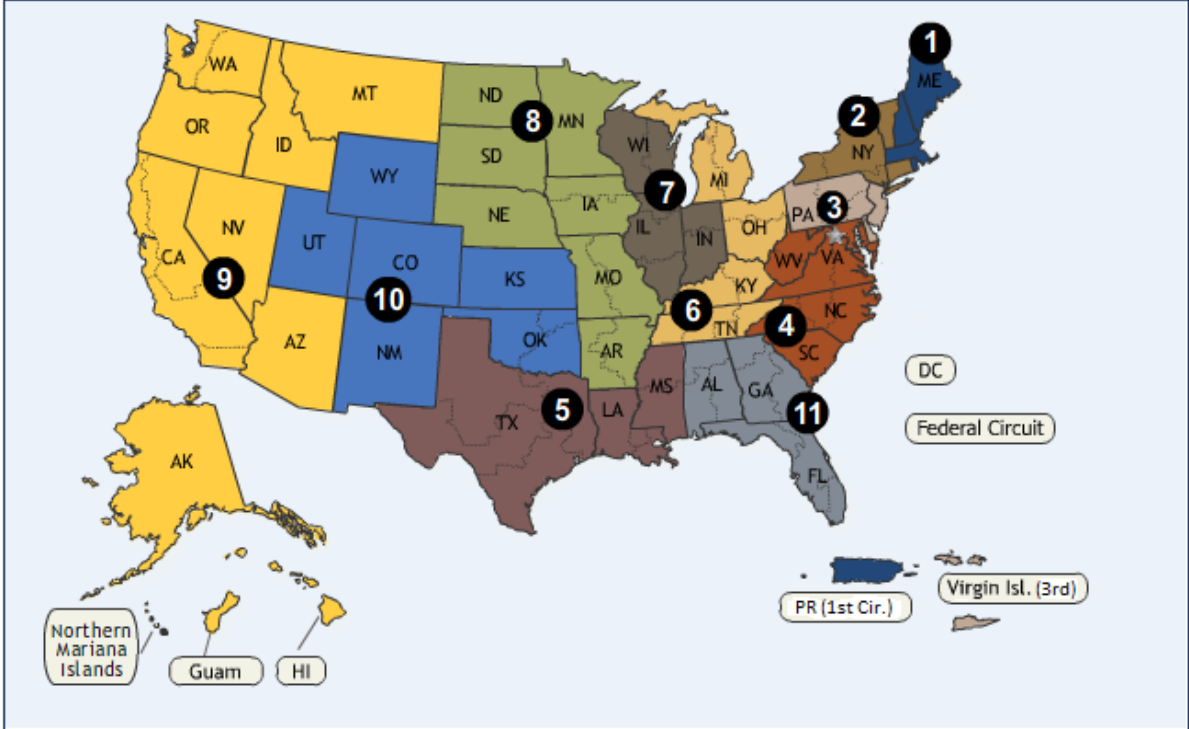 1
ME
WA
MT
ND
MN
8
2
NY
OR
ID
SD
WI
MI
7
WY
NE
IA
PA
3
NV
UT
IL
IN
OH
WV
VA
CA
9
CO
10
KS
MO
KY
6
NC
AZ
NM
OK
AR
TN
4
SC
MS
AL
GA
DC
TX
5
LA
11
Federal Circuit
AK
FL
Virgin Isl. (3rd)
PR (1st Cir.)
Northern
Mariana
Islands
Guam
HI